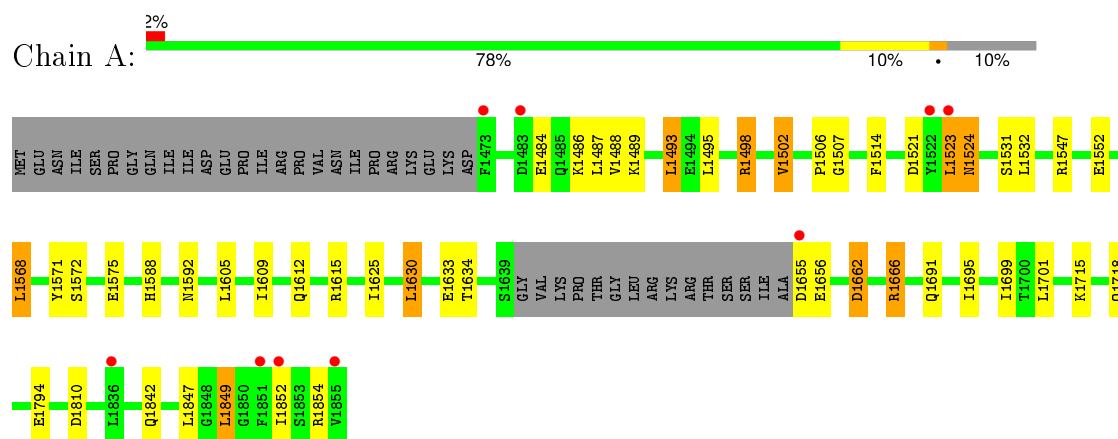 2%
Chain A:
78% 10% • 10%
MET GLU ASN ILE SER PRO GLY GLN ILE ILE ASP GLU PRO ILE ARG PRO VAL ASN ILE PRO ARG LYS GLU LYS ASP F1473 D1483 E1484 Q1485 K1486 L1487 V1488 K1489 L1493 E1494 L1495 R1498 V1502 P1506 G1507 F1514 D1521 Y1522 L1523 N1524 S1531 L1532 R1547 E1552
L1568 Y1571 S1572 E1575 H1588 N1592 L1605 I1609 Q1612 R1615 I1625 L1630 E1633 T1634 S1639 GLY VAL LYS PRO THR GLY LEU ARG LYS ARG THR SER SER ILE ALA D1655 E1656 D1662 R1666 Q1691 I1695 I1699 T1700 L1701 K1715
E1794 D1810 L1836 Q1842 L1847 G1848 L1849 G1850 F1851 I1852 S1853 R1854 V1855